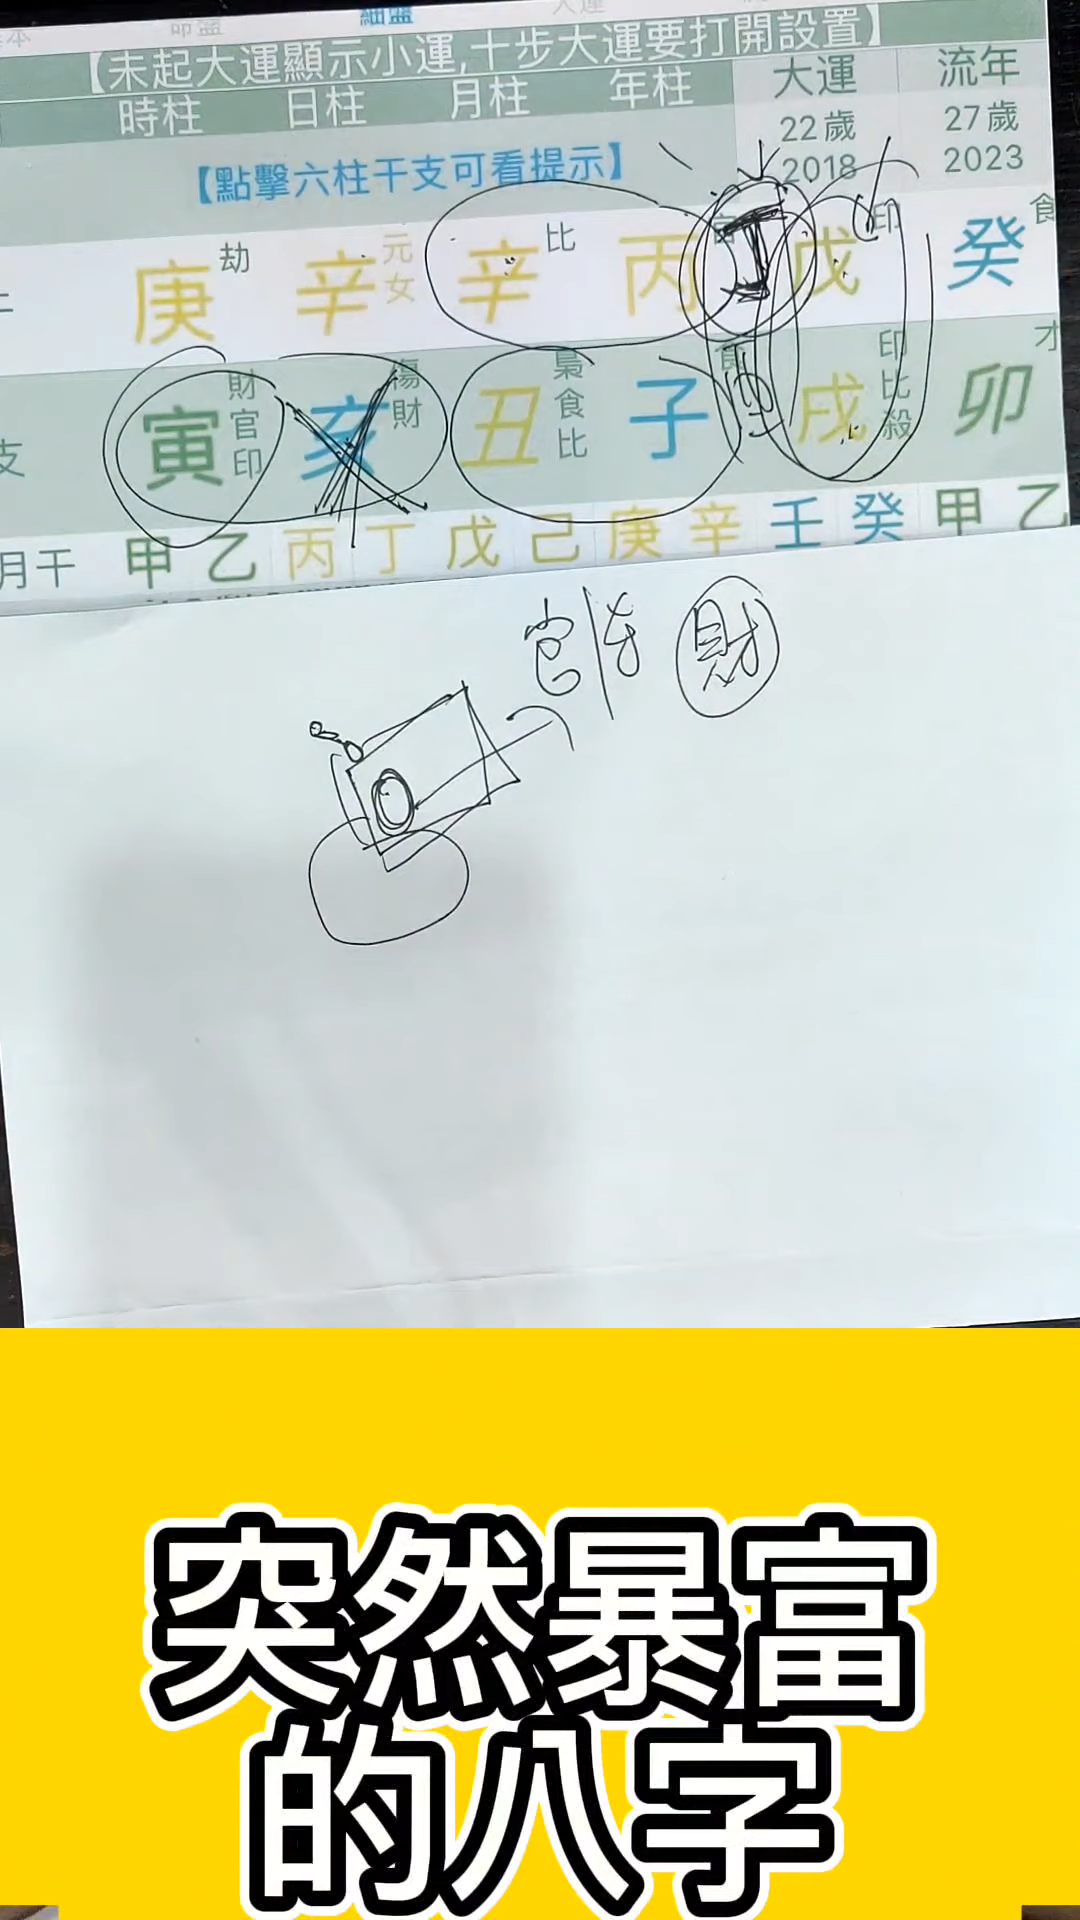 細盤
【未起大運顯示小運,十步大運要打開設置】
時柱 日柱 月柱 年柱 大運 流年
22歲 27歲
2018 2023
【點擊六柱干支可看提示】
庚 劫 辛 元女 辛 比 丙 官 戊 印 癸 食
支 寅 財官印 亥 傷財 丑 梟食比 子 食 戌 印比殺 卯 才
月干 甲 乙 丙 丁 戊 己 庚 辛 壬 癸 甲 乙
財
突然暴富
的八字